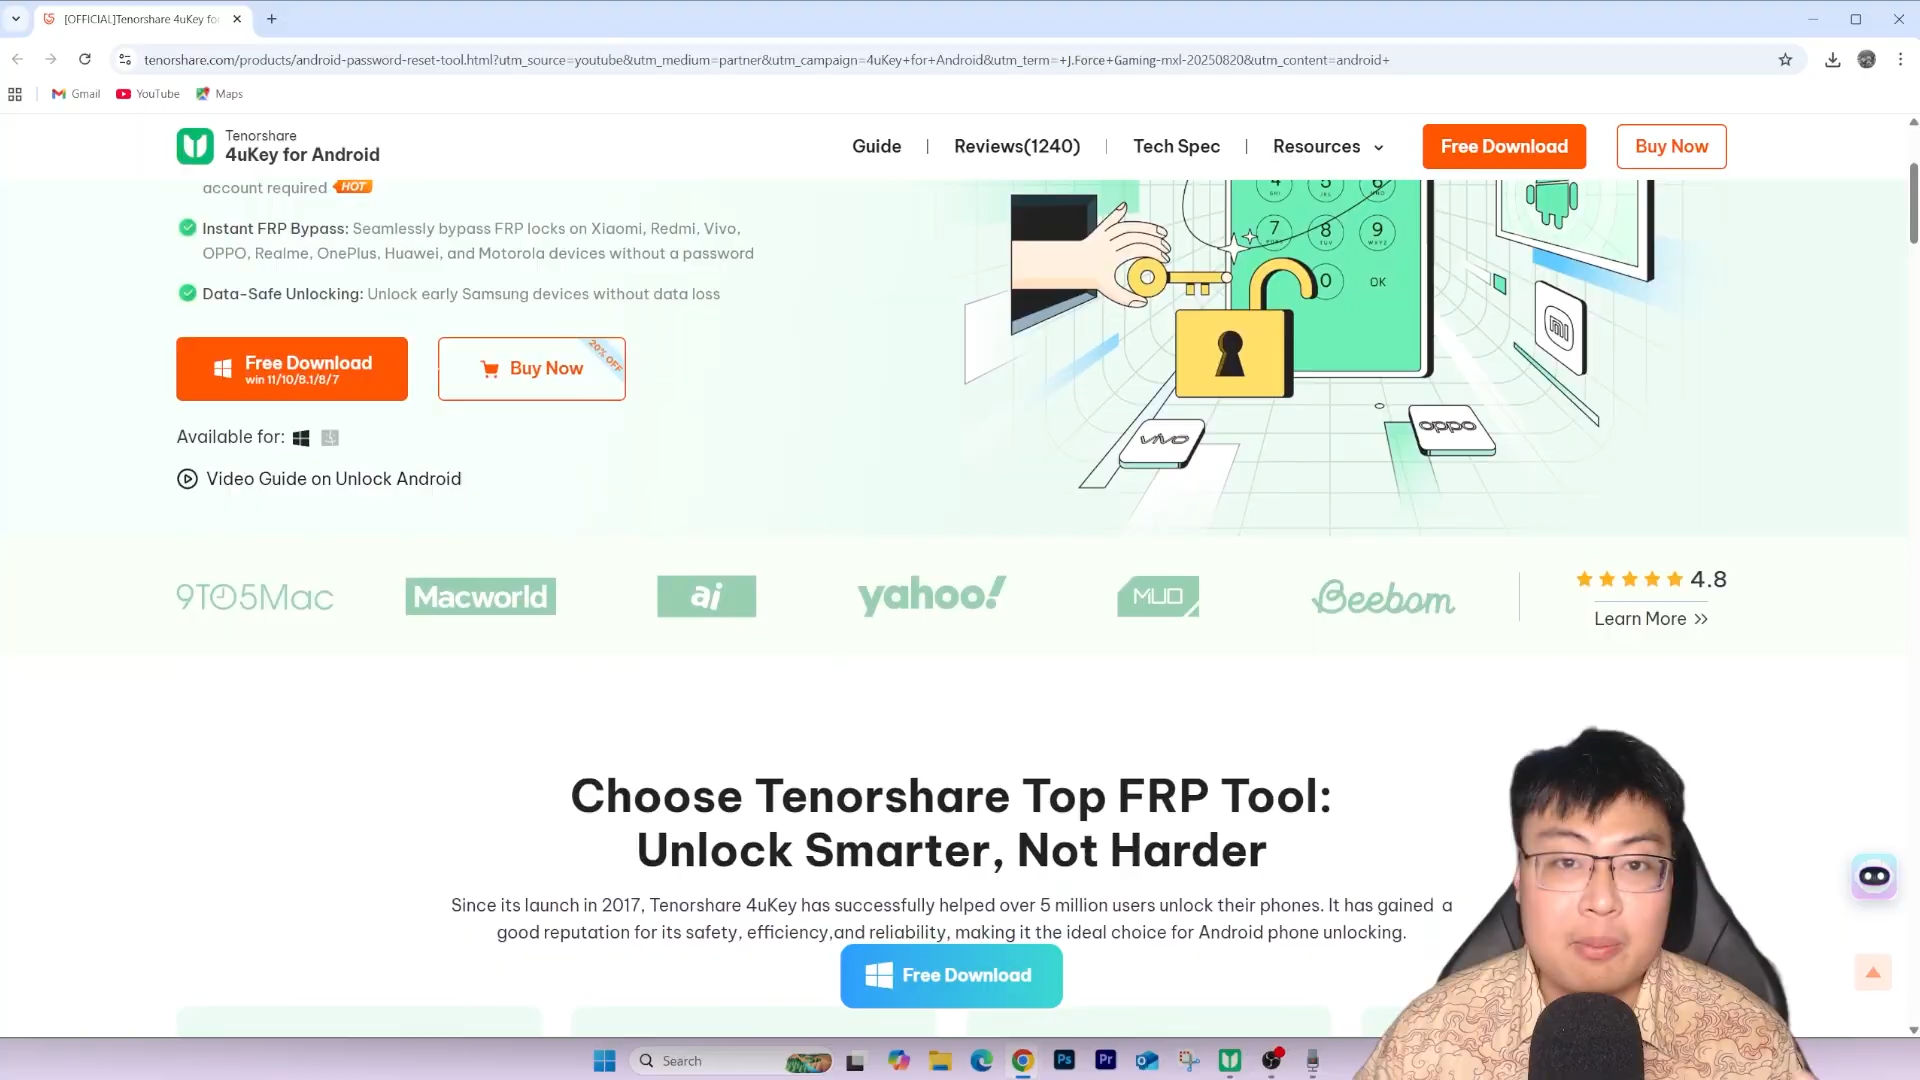 [OFFICIAL]Tenorshare 4uKey for
tenorshare.com/products/android-password-reset-tool.html?utm_source=youtube&utm_medium=partner&utm_campaign=4uKey+for+Android&utm_term=+J.Force+Gaming-mxl-20250820&utm_content=android+
Gmail YouTube Maps
Tenorshare
4uKey for Android
Guide | Reviews(1240) | Tech Spec | Resources
Free Download
Buy Now
account required HOT
Instant FRP Bypass: Seamlessly bypass FRP locks on Xiaomi, Redmi, Vivo,
OPPO, Realme, OnePlus, Huawei, and Motorola devices without a password
Data-Safe Unlocking: Unlock early Samsung devices without data loss
Free Download
win 11/10/8.1/8/7
Buy Now
20% OFF
Available for:
Video Guide on Unlock Android
4 5 6
7 8 9
0 OK
vivo
oppo
9TO5Mac
Macworld
ai
yahoo!
MUO
Beebom
4.8
Learn More >>
Choose Tenorshare Top FRP Tool:
Unlock Smarter, Not Harder
Since its launch in 2017, Tenorshare 4uKey has successfully helped over 5 million users unlock their phones. It has gained a
good reputation for its safety, efficiency,and reliability, making it the ideal choice for Android phone unlocking.
Free Download
Search
Ps
Pr